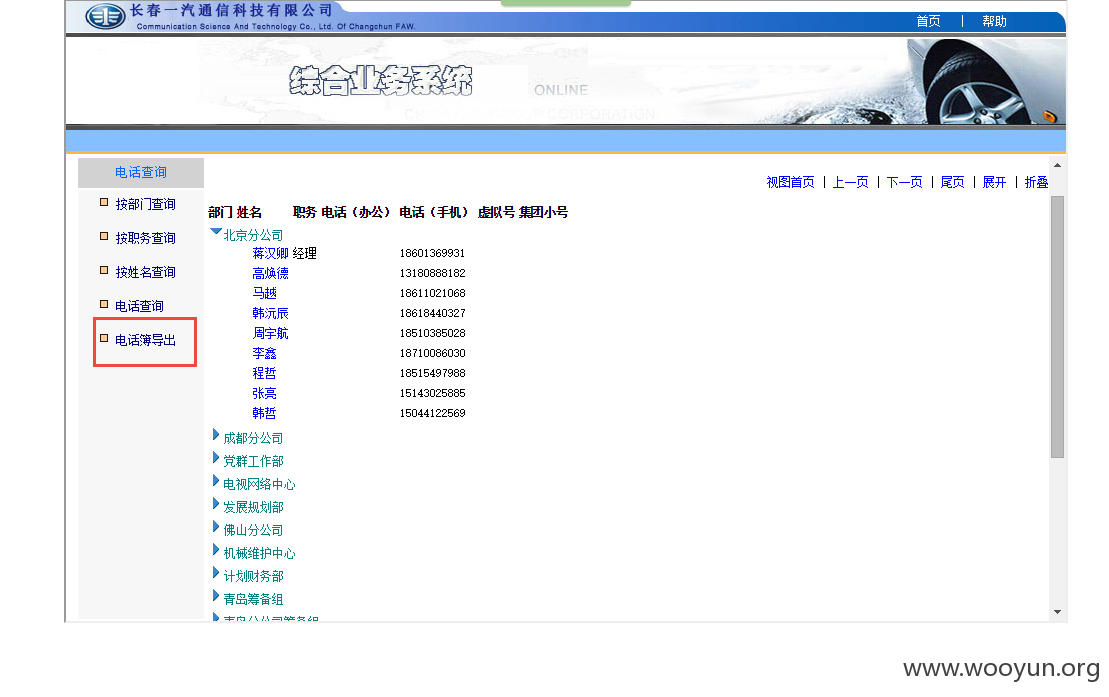 长春一汽通信科技有限公司
Communication Science And Technology Co., Ltd. Of Changchun FAW.
首页 | 帮助
综合业务系统
ONLINE
CORPORATION
电话查询
按部门查询
按职务查询
按姓名查询
电话查询
电话簿导出
视图首页 | 上一页 | 下一页 | 尾页 | 展开 | 折叠
部门 姓名 职务 电话（办公） 电话（手机） 虚拟号 集团小号
北京分公司
蒋汉卿 经理 18601369931
高焕德 13180888182
马越 18611021068
韩沅辰 18618440327
周宇航 18510385028
李鑫 18710086030
程哲 18515497988
张亮 15143025885
韩哲 15044122569
成都分公司
党群工作部
电视网络中心
发展规划部
佛山分公司
机械维护中心
计划财务部
青岛筹备组
青岛分公司筹备组
www.wooyun.org